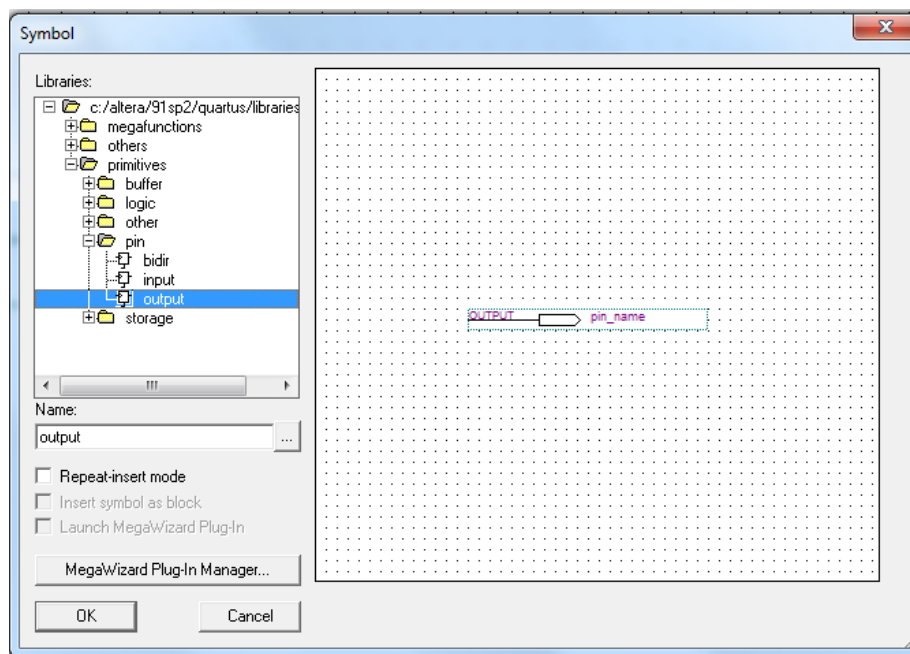 Symbol
Libraries:
c:/altera/91sp2/quartus/libraries
megafunctions
others
primitives
buffer
logic
other
pin
bidir
input
output
storage
Name:
output
...
Repeat-insert mode
Insert symbol as block
Launch MegaWizard Plug-In
MegaWizard Plug-In Manager...
OK
Cancel
OUTPUT
pin_name